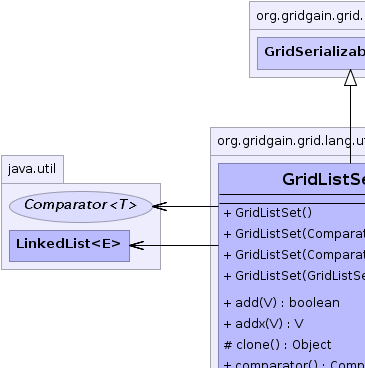 org.gridgain.grid.
GridSerializab
org.gridgain.grid.lang.u
java.util
GridListSe
Comparator<T>
LinkedList<E>
+ GridListSet()
+ GridListSet(Comparat
+ GridListSet(Comparat
+ GridListSet(GridListSe
+ add(V) : boolean
+ addx(V) : V
# clone() : Object
+ comparator() : Comp